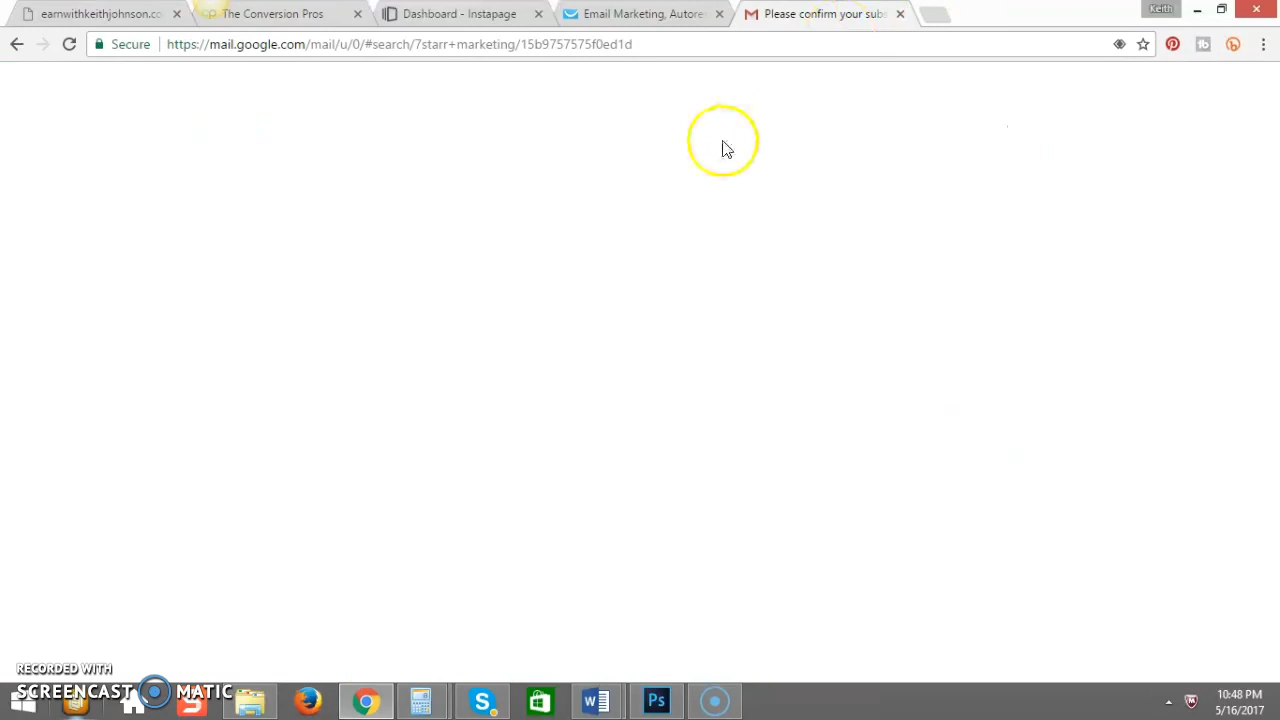 earnwithkeithjohnson.co
The Conversion Pros
Dashboard - Instapage
Email Marketing, Autore
Please confirm your subs
Keith
Secure
https://mail.google.com/mail/u/0/#search/7starr+marketing/15b9757575f0ed1d
RECORDED WITH
SCREENCAST MATIC
10:48 PM
5/16/2017